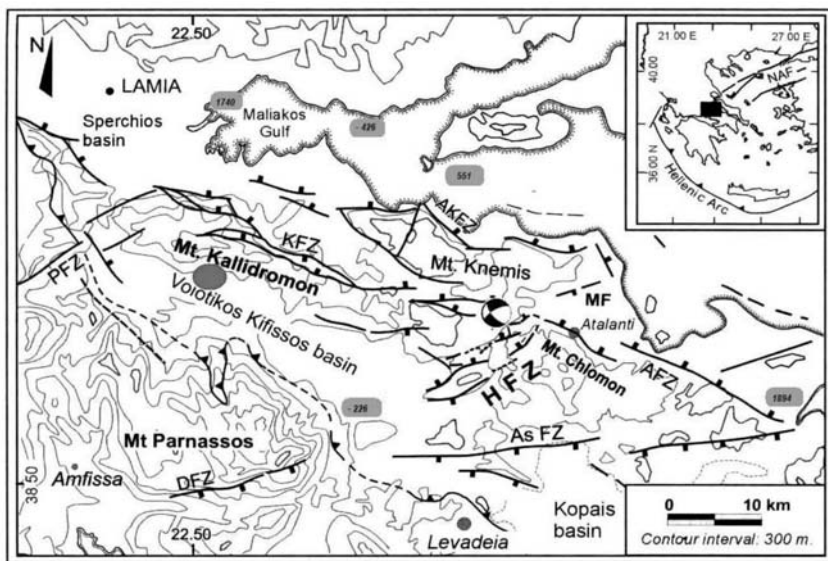 22.50
21 00 E
27 00 E
40.00
36 00 N
NAF
Hellenic Arc
N
LAMIA
Sperchios
basin
1740
Maliakos
Gulf
- 426
551
AKFZ
KFZ
Mt. Kallidromon
Mt. Knemis
PFZ
Voiotikos Kifissos basin
MF
Atalanti
Mt. Chlomon
HFZ
AFZ
- 226
1894
Mt Parnassos
As FZ
Amfissa
DFZ
38 50
22.50
Kopais
basin
Levadeia
0 10 km
Contour interval: 300 m.